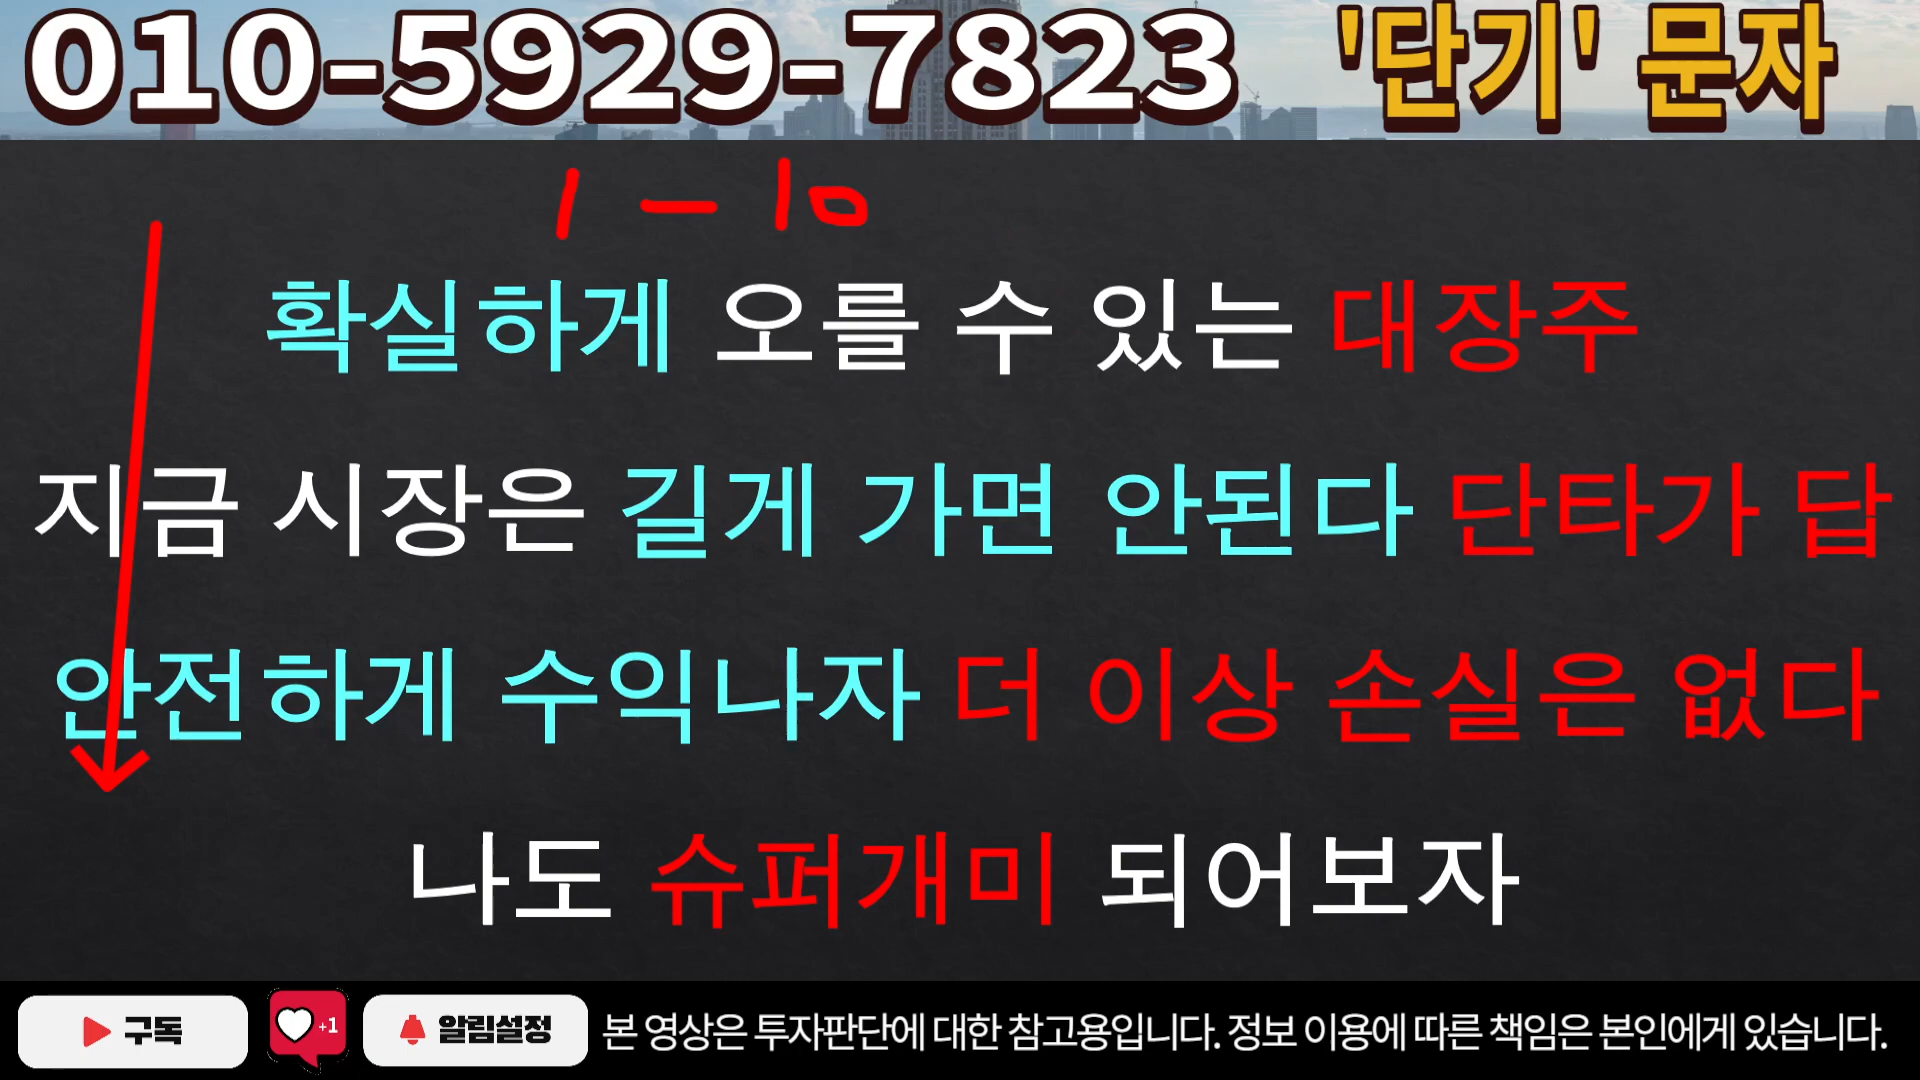 010-5929-7823 '단기' 문자
1 - 10
확실하게 오를 수 있는 대장주
지금 시장은 길게 가면 안된다 단타가 답
안전하게 수익나자 더 이상 손실은 없다
나도 슈퍼개미 되어보자
구독 +1 알림설정 본 영상은 투자판단에 대한 참고용입니다. 정보 이용에 따른 책임은 본인에게 있습니다.